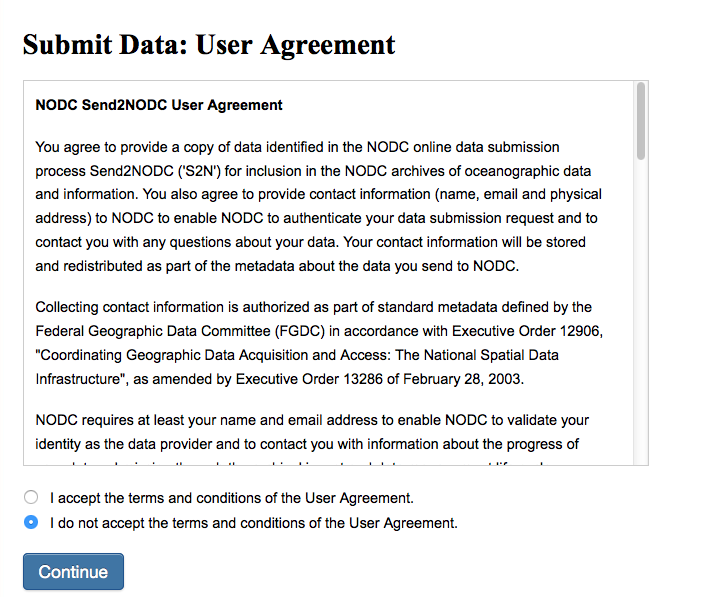 Submit Data: User Agreement
NODC Send2NODC User Agreement
You agree to provide a copy of data identified in the NODC online data submission
process Send2NODC ('S2N') for inclusion in the NODC archives of oceanographic data
and information. You also agree to provide contact information (name, email and physical
address) to NODC to enable NODC to authenticate your data submission request and to
contact you with any questions about your data. Your contact information will be stored
and redistributed as part of the metadata about the data you send to NODC.
Collecting contact information is authorized as part of standard metadata defined by the
Federal Geographic Data Committee (FGDC) in accordance with Executive Order 12906,
"Coordinating Geographic Data Acquisition and Access: The National Spatial Data
Infrastructure", as amended by Executive Order 13286 of February 28, 2003.
NODC requires at least your name and email address to enable NODC to validate your
identity as the data provider and to contact you with information about the progress of
I accept the terms and conditions of the User Agreement.
I do not accept the terms and conditions of the User Agreement.
Continue